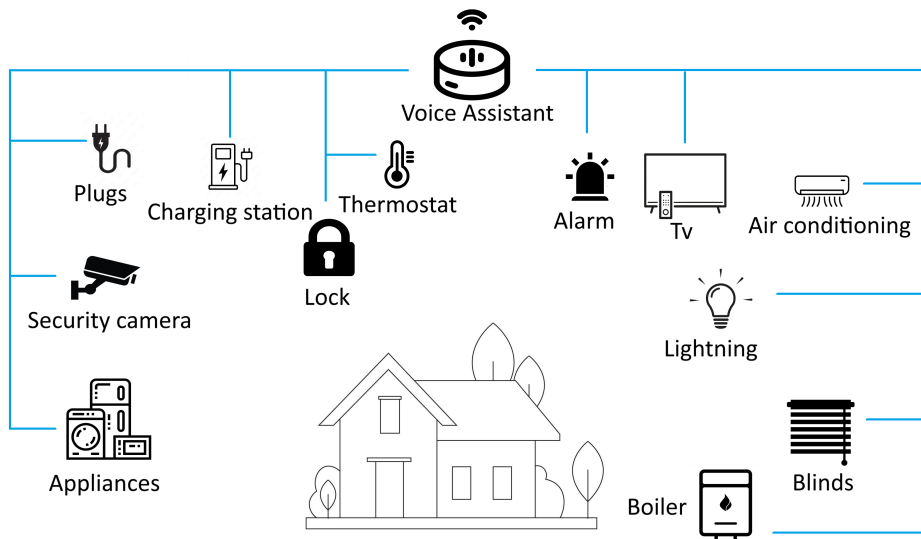 Voice Assistant
Plugs
Charging station
Thermostat
Alarm
Tv
Air conditioning
Security camera
Lock
Lightning
Appliances
Blinds
Boiler